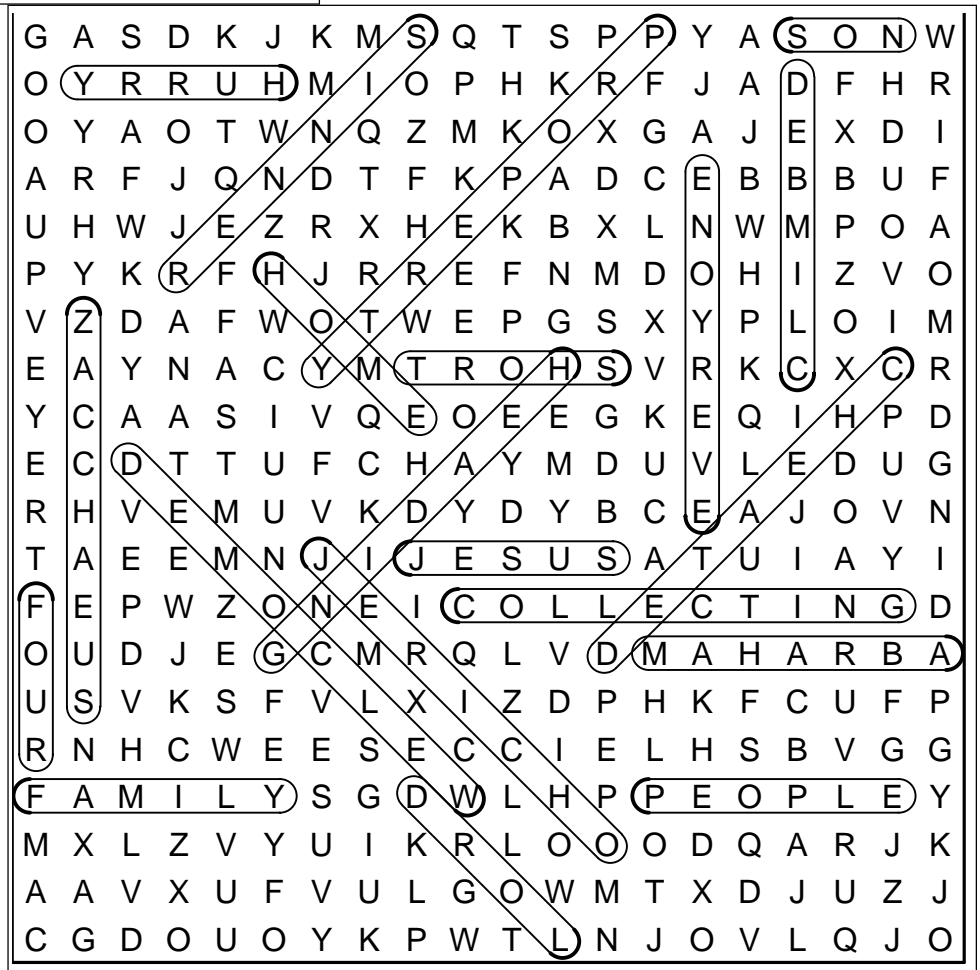 G A S D K J K M S Q T S P P Y A S O N W
O Y R R U H M I O P H K R F J A D F H R
O Y A O T W N Q Z M K O X G A J E X D I
A R F J Q N D T F K P A D C E B B B U F
U H W J E Z R X H E K B X L N W M P O A
P Y K R F H J R R E F N M D O H I Z V O
V Z D A F W O T W E P G S X Y P L O I M
E A Y N A C Y M T R O H S V R K C X C R
Y C A A S I V Q E O E E G K E Q I H P D
E C D T T U F C H A Y M D U V L E D U G
R H V E M U V K D Y D Y B C E A J O V N
T A E E M N J I J E S U S A T U I A Y I
F E P W Z O N E I C O L L E C T I N G D
O U D J E G C M R Q L V D M A H A R B A
U S V K S F V L X I Z D P H K F C U F P
R N H C W E E S E C C I E L H S B V G G
F A M I L Y S G D W L H P P E O P L E Y
M X L Z V Y U I K R L O O O D Q A R J K
A A V X U F V U L G O W M T X D J U Z J
C G D O U O Y K P W T L N J O V L Q J O